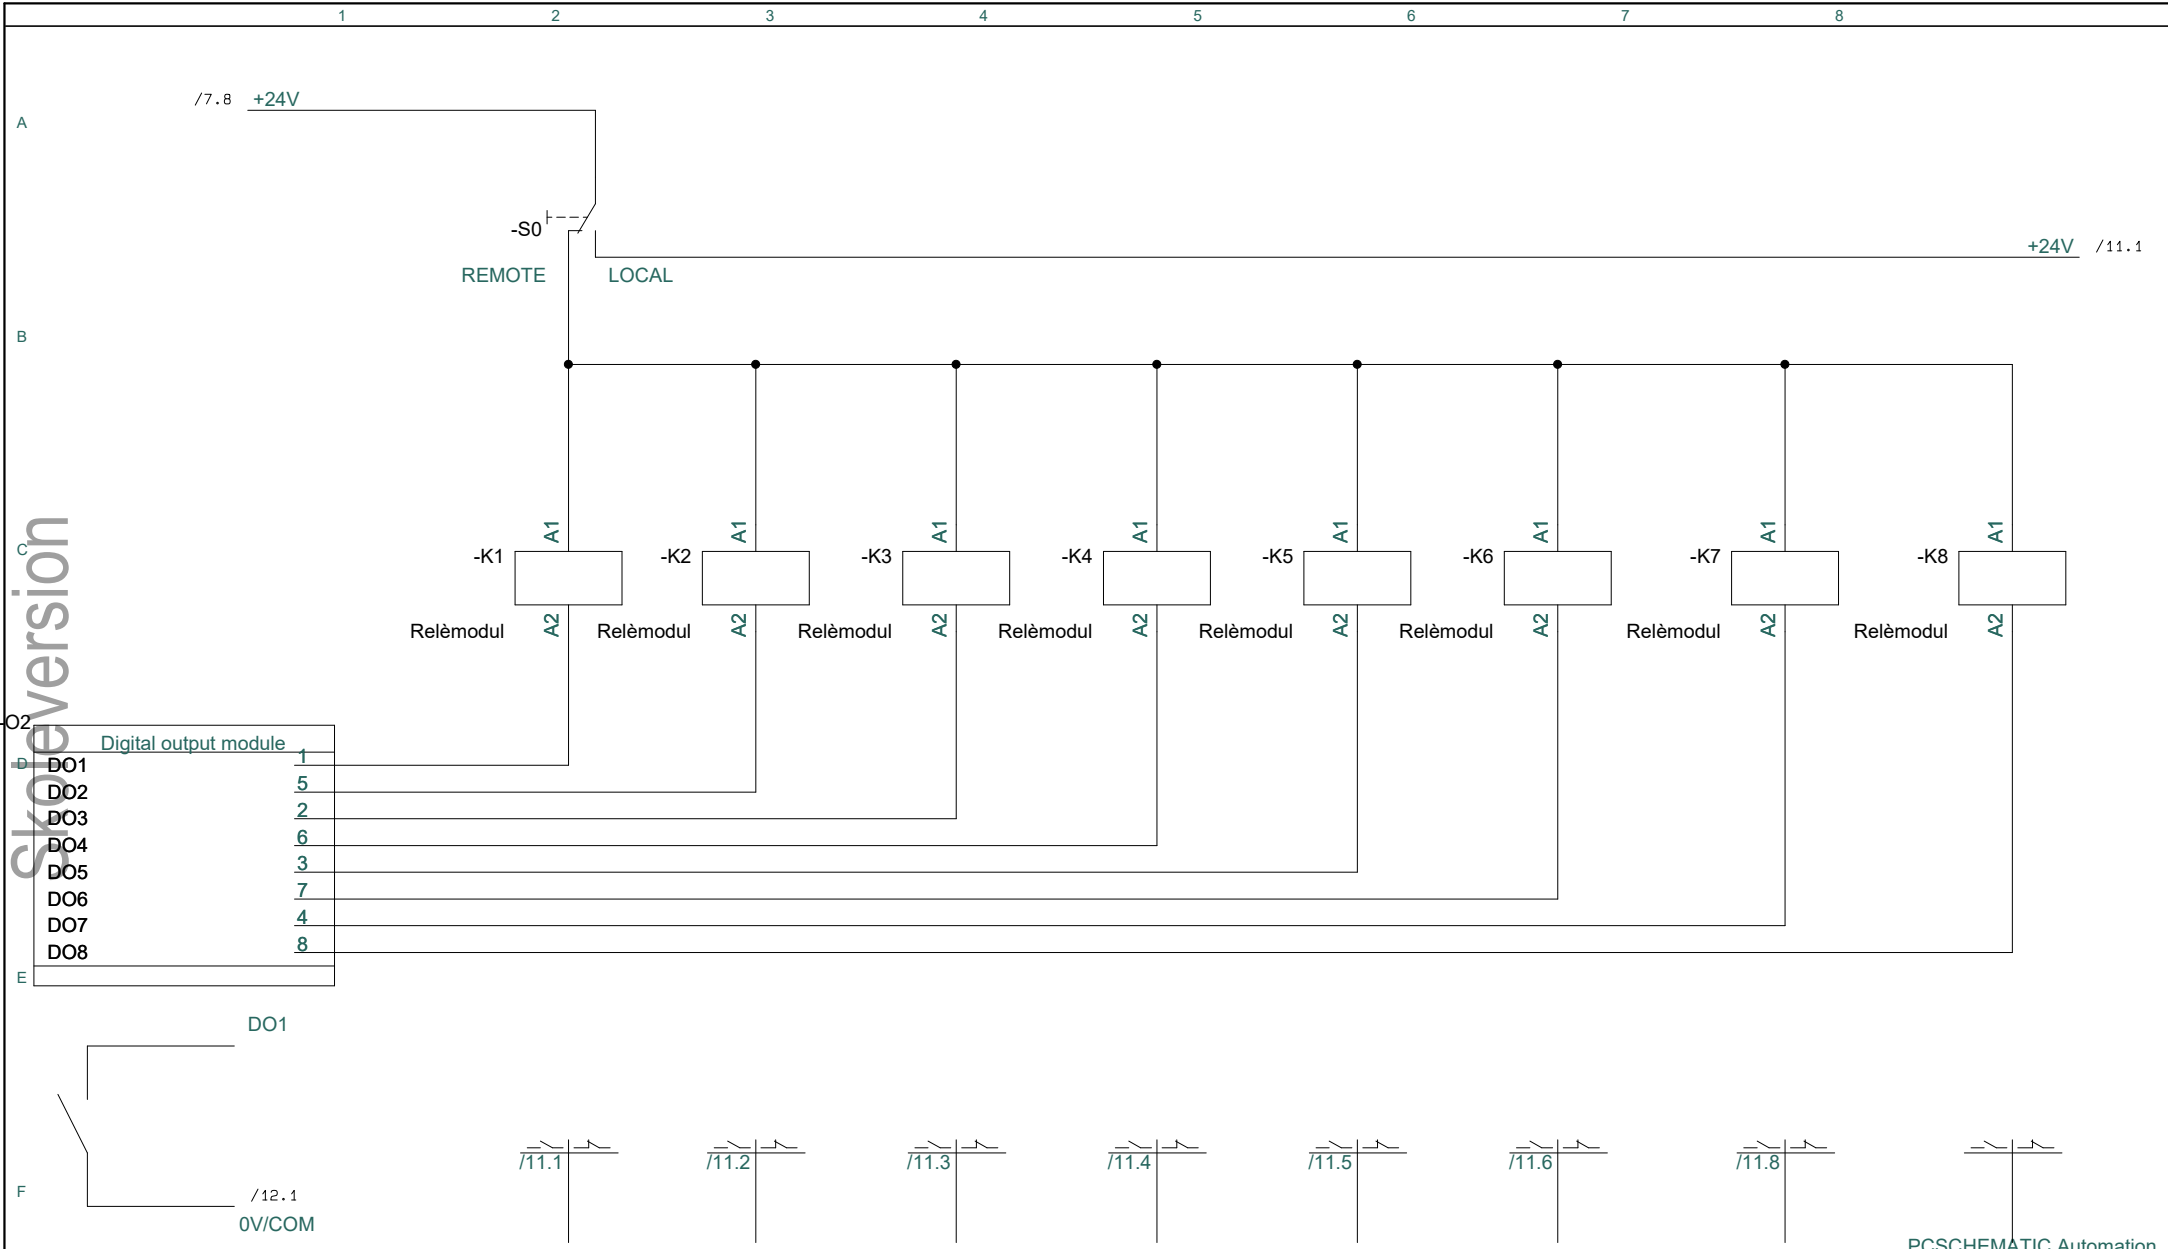 1 2 3 4 5 6 7 8
/7.8 +24V
A
-S0
+24V /11.1
REMOTE LOCAL
B
A1 A1 A1 A1 A1 A1 A1 A1
C
-K1 -K2 -K3 -K4 -K5 -K6 -K7 -K8
A2 A2 A2 A2 A2 A2 A2 A2
Relèmodul Relèmodul Relèmodul Relèmodul Relèmodul Relèmodul Relèmodul Relèmodul
Skoleversion
-O2
Digital output module
D
DO1 1
DO2 5
DO3 2
DO4 6
DO5 3
DO6 7
DO7 4
DO8 8
E
DO1
/11.1 /11.2 /11.3 /11.4 /11.5 /11.6 /11.8
F
/12.1
0V/COM
PCSCHEMATIC Automation